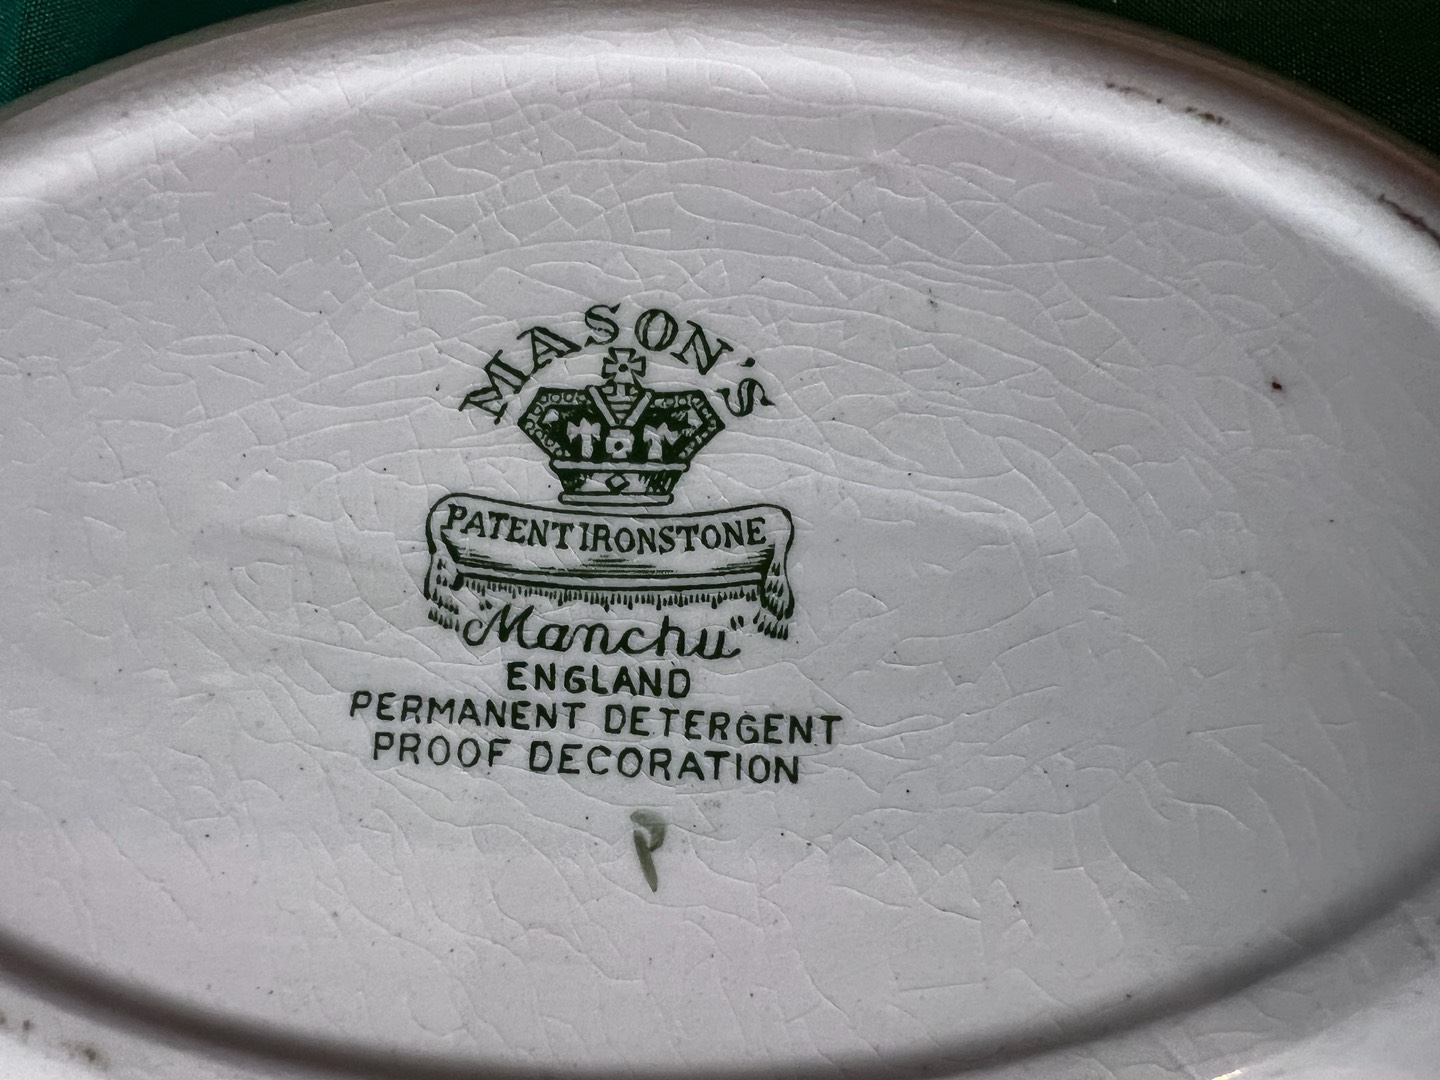 MASON'S
PATENT IRONSTONE
"Manchu"
ENGLAND
PERMANENT DETERGENT
PROOF DECORATION
P